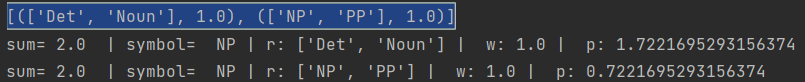 [(['Det', 'Noun'], 1.0), (['NP', 'PP'], 1.0)]
sum= 2.0  | symbol=  NP | r: ['Det', 'Noun'] |  w: 1.0 |  p: 1.7221695293156374
sum= 2.0  | symbol=  NP | r: ['NP', 'PP'] |  w: 1.0 |  p: 0.7221695293156374